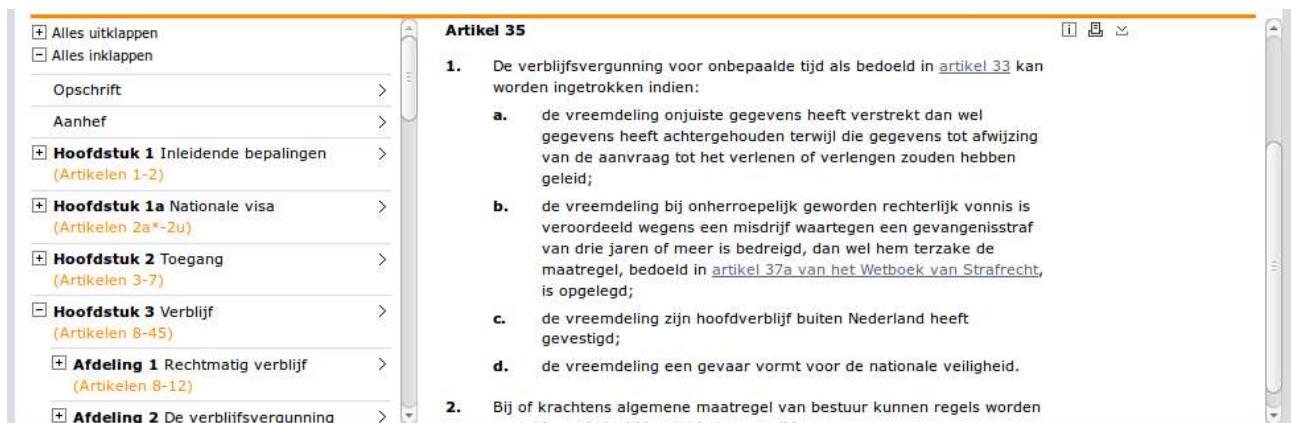 Alles uitklappen
Alles inklappen
Opschrift
Aanhef
Hoofdstuk 1 Inleidende bepalingen
(Artikelen 1-2)
Hoofdstuk 1a Nationale visa
(Artikelen 2a*-2u)
Hoofdstuk 2 Toegang
(Artikelen 3-7)
Hoofdstuk 3 Verblijf
(Artikelen 8-45)
Afdeling 1 Rechtmatig verblijf
(Artikelen 8-12)
Afdeling 2 De verblijfsvergunning
Artikel 35
1. De verblijfsvergunning voor onbepaalde tijd als bedoeld in artikel 33 kan
worden ingetrokken indien:
a. de vreemdeling onjuiste gegevens heeft verstrekt dan wel
gegevens heeft achtergehouden terwijl die gegevens tot afwijzing
van de aanvraag tot het verlenen of verlengen zouden hebben
geleid;
b. de vreemdeling bij onherroepelijk geworden rechterlijk vonnis is
veroordeeld wegens een misdrijf waartegen een gevangenisstraf
van drie jaren of meer is bedreigd, dan wel hem terzake de
maatregel, bedoeld in artikel 37a van het Wetboek van Strafrecht,
is opgelegd;
c. de vreemdeling zijn hoofdverblijf buiten Nederland heeft
gevestigd;
d. de vreemdeling een gevaar vormt voor de nationale veiligheid.
2. Bij of krachtens algemene maatregel van bestuur kunnen regels worden